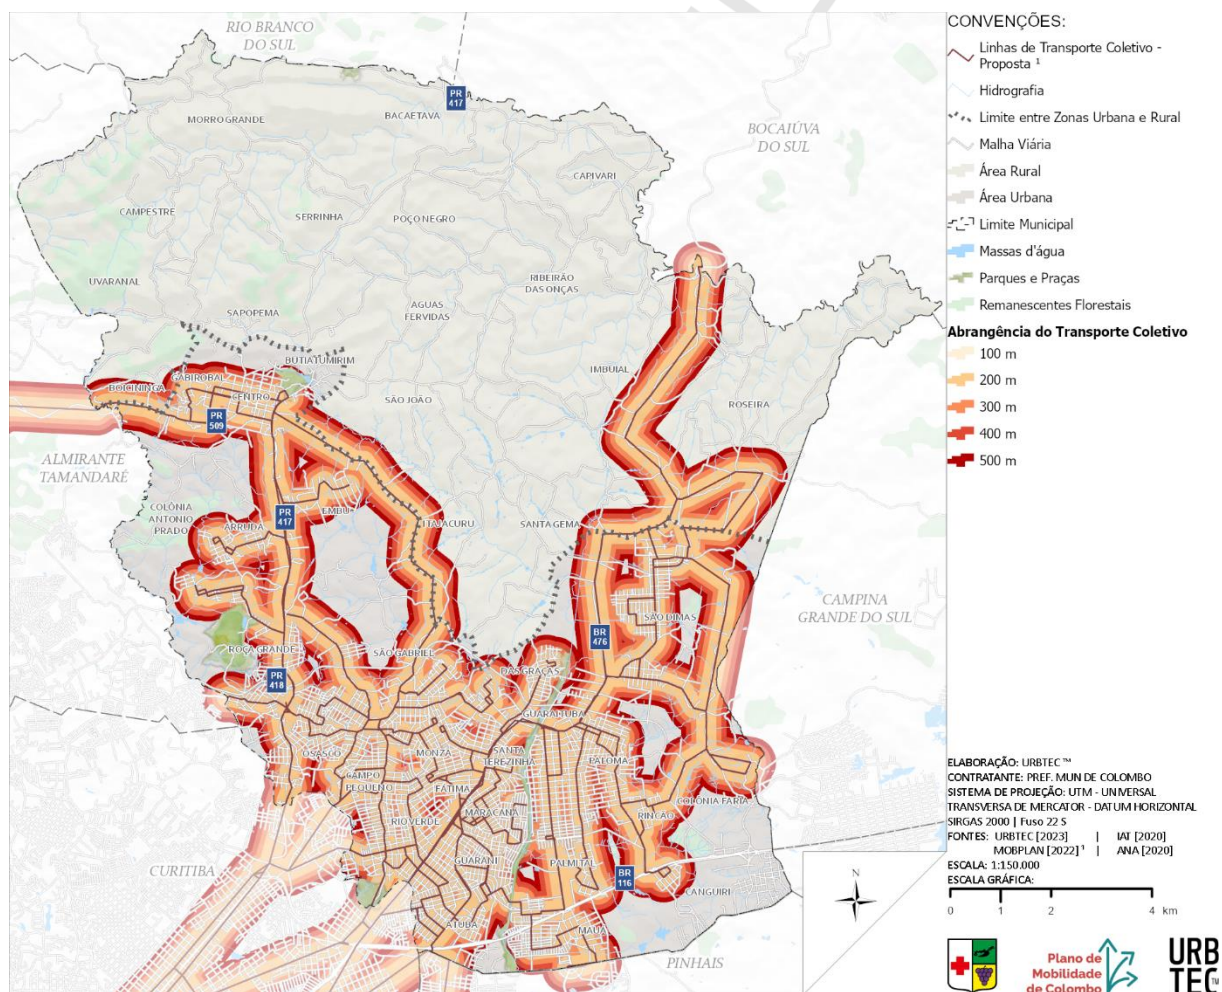 RIO BRANCO
DO SUL
PR
417
MORRO GRANDE
BACAETAVA
BOCAIÚVA
DO SUL
CAPIVARI
CAMPESTRE
SERRINHA
POÇO NEGRO
UVARANAL
RIBEIRÃO
DAS ONÇAS
SAPOPEMA
AGUAS
FERVIDAS
BUTIATUMIRIM
IMBUIAL
BOICININGA
GABIROBAL
CENTRO
SÃO JOÃO
ROSEIRA
PR
509
ALMIRANTE
TAMANDARÉ
COLÔNIA
ANTONIO
PRADO
ARRUDA
PR
417
EMBU
ITAJACURU
SANTA GEMA
CAMPINA
GRANDE DO SUL
SÃO DIMAS
BR
476
ROÇA GRANDE
SÃO GABRIEL
DAS GRAÇAS
PR
418
GUARAITUBA
OSASCO
MONZA
SANTA
TEREZINHA
PALOMA
CAMPO
PEQUENO
FÁTIMA
COLONIA FARIA
MARACANÃ
RIO VERDE
RINCÃO
GUARANI
PALMITAL
CURITIBA
BR
116
CANGUIRI
ATUBA
MAUÁ
PINHAIS
N
CONVENÇÕES:
Linhas de Transporte Coletivo -
Proposta ¹
Hidrografia
Limite entre Zonas Urbana e Rural
Malha Viária
Área Rural
Área Urbana
Limite Municipal
Massas d'água
Parques e Praças
Remanescentes Florestais
Abrangência do Transporte Coletivo
100 m
200 m
300 m
400 m
500 m
ELABORAÇÃO: URBTEC ™
CONTRATANTE: PREF. MUN DE COLOMBO
SISTEMA DE PROJEÇÃO: UTM - UNIVERSAL
TRANSVERSA DE MERCATOR - DATUM HORIZONTAL
SIRGAS 2000 | Fuso 22 S
FONTES: URBTEC [2023] | IAT [2020]
MOBPLAN [2022] ¹ | ANA [2020]
ESCALA: 1:150.000
ESCALA GRÁFICA:
0 1 2 4 km
Plano de
Mobilidade
de Colombo
URB
TEC™